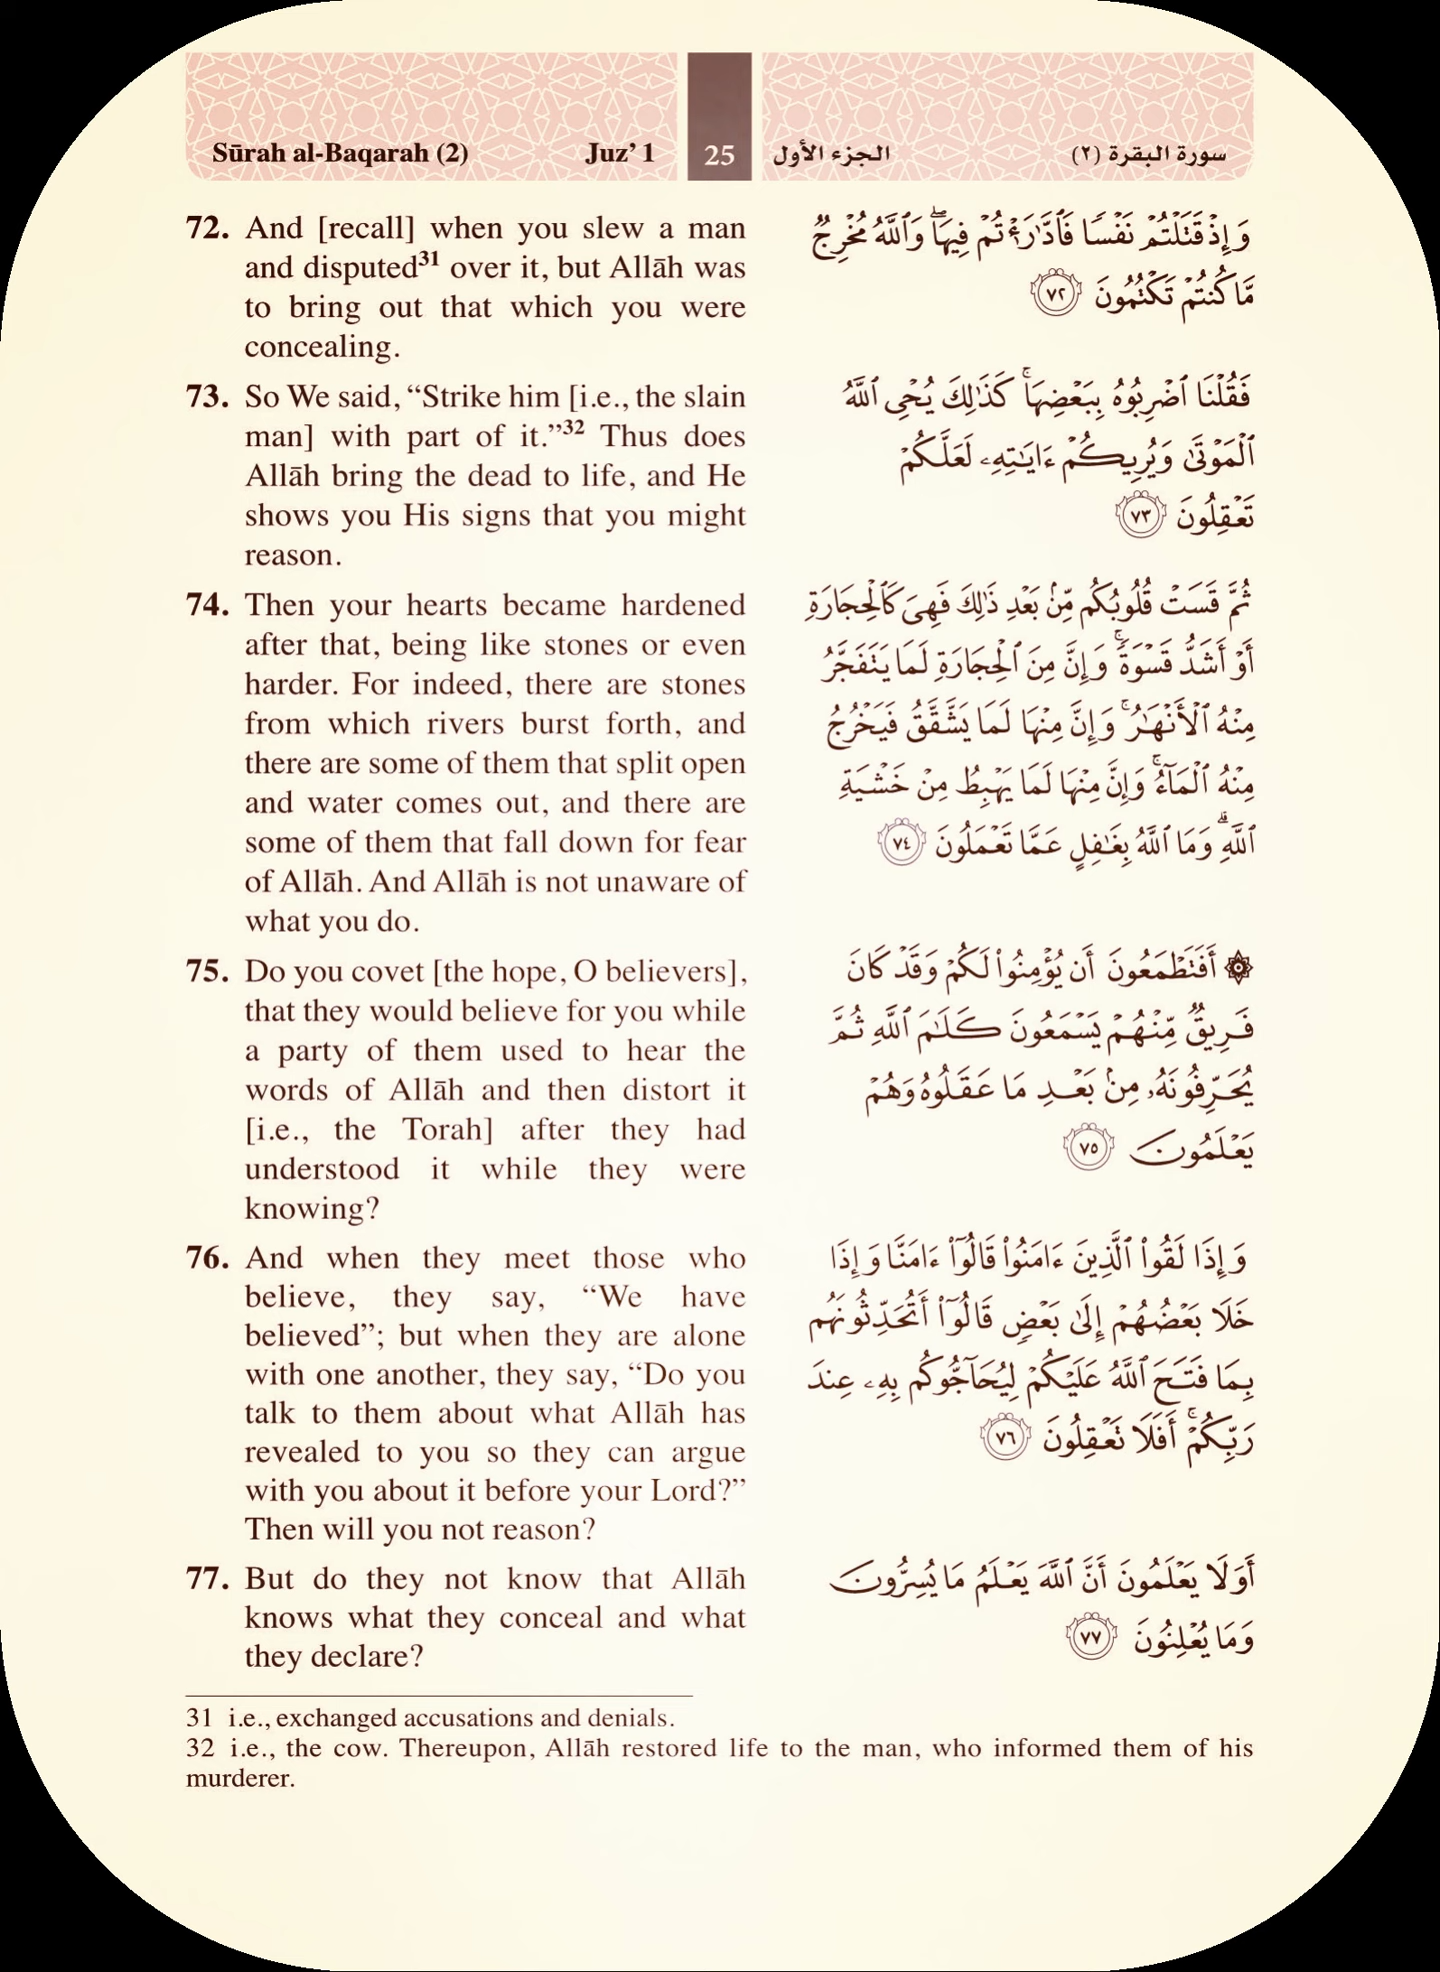 Sūrah al-Baqarah (2) Juz’ 1 25 الجزء الأول سورة البقرة (٢)
72. And [recall] when you slew a man
and disputed31 over it, but Allāh was
to bring out that which you were
concealing.
وَإِذْ قَتَلْتُمْ نَفْسًا فَٱدَّٰرَْٰٔتُمْ فِيهَا ۖ وَٱللَّهُ مُخْرِجٌ
مَّا كُنتُمْ تَكْتُمُونَ ٧٢
73. So We said, “Strike him [i.e., the slain
man] with part of it.”32 Thus does
Allāh bring the dead to life, and He
shows you His signs that you might
reason.
فَقُلْنَا ٱضْرِبُوهُ بِبَعْضِهَا ۚ كَذَٰلِكَ يُحْىِ ٱللَّهُ
ٱلْمَوْتَىٰ وَيُرِيكُمْ ءَايَـٰتِهِۦ لَعَلَّكُمْ
تَعْقِلُونَ ٧٣
74. Then your hearts became hardened
after that, being like stones or even
harder. For indeed, there are stones
from which rivers burst forth, and
there are some of them that split open
and water comes out, and there are
some of them that fall down for fear
of Allāh. And Allāh is not unaware of
what you do.
ثُمَّ قَسَتْ قُلُوبُكُم مِّنۢ بَعْدِ ذَٰلِكَ فَهِىَ كَٱلْحِجَارَةِ
أَوْ أَشَدُّ قَسْوَةً ۚ وَإِنَّ مِنَ ٱلْحِجَارَةِ لَمَا يَتَفَجَّرُ
مِنْهُ ٱلْأَنْهَـٰرُ ۚ وَإِنَّ مِنْهَا لَمَا يَشَّقَّقُ فَيَخْرُجُ
مِنْهُ ٱلْمَآءُ ۚ وَإِنَّ مِنْهَا لَمَا يَهْبِطُ مِنْ خَشْيَةِ
ٱللَّهِ ۗ وَمَا ٱللَّهُ بِغَـٰفِلٍ عَمَّا تَعْمَلُونَ ٧٤
75. Do you covet [the hope, O believers],
that they would believe for you while
a party of them used to hear the
words of Allāh and then distort it
[i.e., the Torah] after they had
understood it while they were
knowing?
۞ أَفَتَطْمَعُونَ أَن يُؤْمِنُوا۟ لَكُمْ وَقَدْ كَانَ
فَرِيقٌ مِّنْهُمْ يَسْمَعُونَ كَلَـٰمَ ٱللَّهِ ثُمَّ
يُحَرِّفُونَهُۥ مِنۢ بَعْدِ مَا عَقَلُوهُ وَهُمْ
يَعْلَمُونَ ٧٥
76. And when they meet those who
believe, they say, “We have
believed”; but when they are alone
with one another, they say, “Do you
talk to them about what Allāh has
revealed to you so they can argue
with you about it before your Lord?”
Then will you not reason?
وَإِذَا لَقُوا۟ ٱلَّذِينَ ءَامَنُوا۟ قَالُوٓا۟ ءَامَنَّا وَإِذَا
خَلَا بَعْضُهُمْ إِلَىٰ بَعْضٍ قَالُوٓا۟ أَتُحَدِّثُونَهُم
بِمَا فَتَحَ ٱللَّهُ عَلَيْكُمْ لِيُحَآجُّوكُم بِهِۦ عِندَ
رَبِّكُمْ ۚ أَفَلَا تَعْقِلُونَ ٧٦
77. But do they not know that Allāh
knows what they conceal and what
they declare?
أَوَلَا يَعْلَمُونَ أَنَّ ٱللَّهَ يَعْلَمُ مَا يُسِرُّونَ
وَمَا يُعْلِنُونَ ٧٧
31 i.e., exchanged accusations and denials.
32 i.e., the cow. Thereupon, Allāh restored life to the man, who informed them of his
murderer.